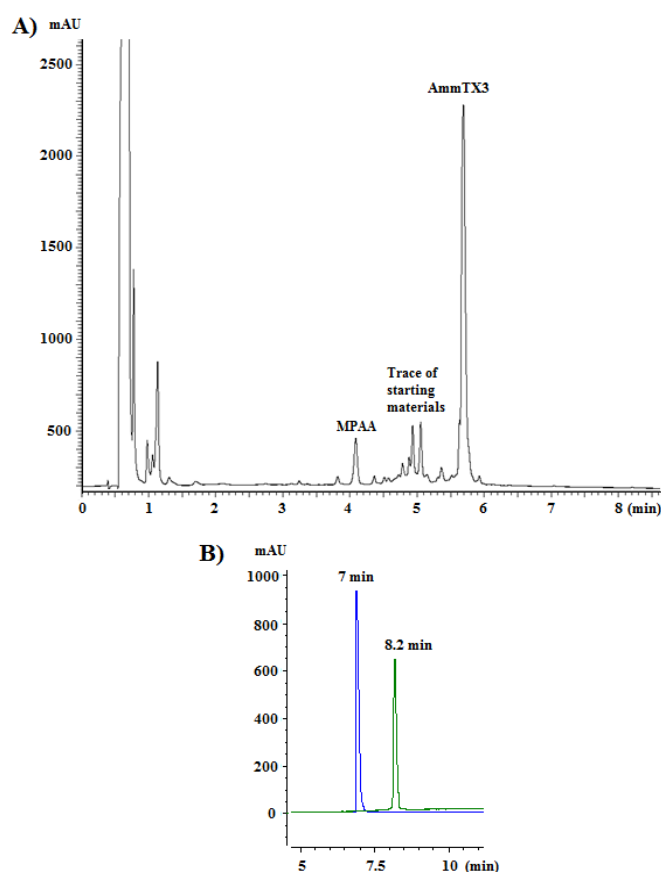 A)
mAU
2500
2000
1500
1000
500
AmmTX3
Trace of
starting
materials
MPAA
0 1 2 3 4 5 6 7 8 (min)
B)
mAU
1000
800
600
400
200
0
7 min
8.2 min
5 7.5 10 (min)